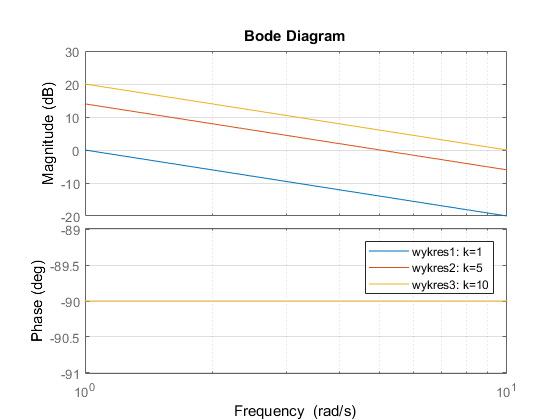 Bode Diagram
Magnitude (dB)
30
20
10
0
-10
-20
Phase (deg)
-89
-89.5
-90
-90.5
-91
wykres1: k=1
wykres2: k=5
wykres3: k=10
10^0
10^1
Frequency (rad/s)